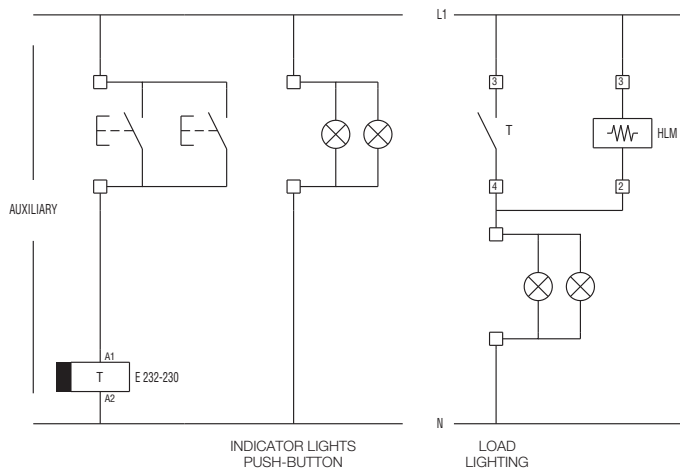 L1
3
3
T
HLM
4
2
AUXILIARY
A1
T
E 232-230
A2
N
INDICATOR LIGHTS
PUSH-BUTTON
LOAD
LIGHTING